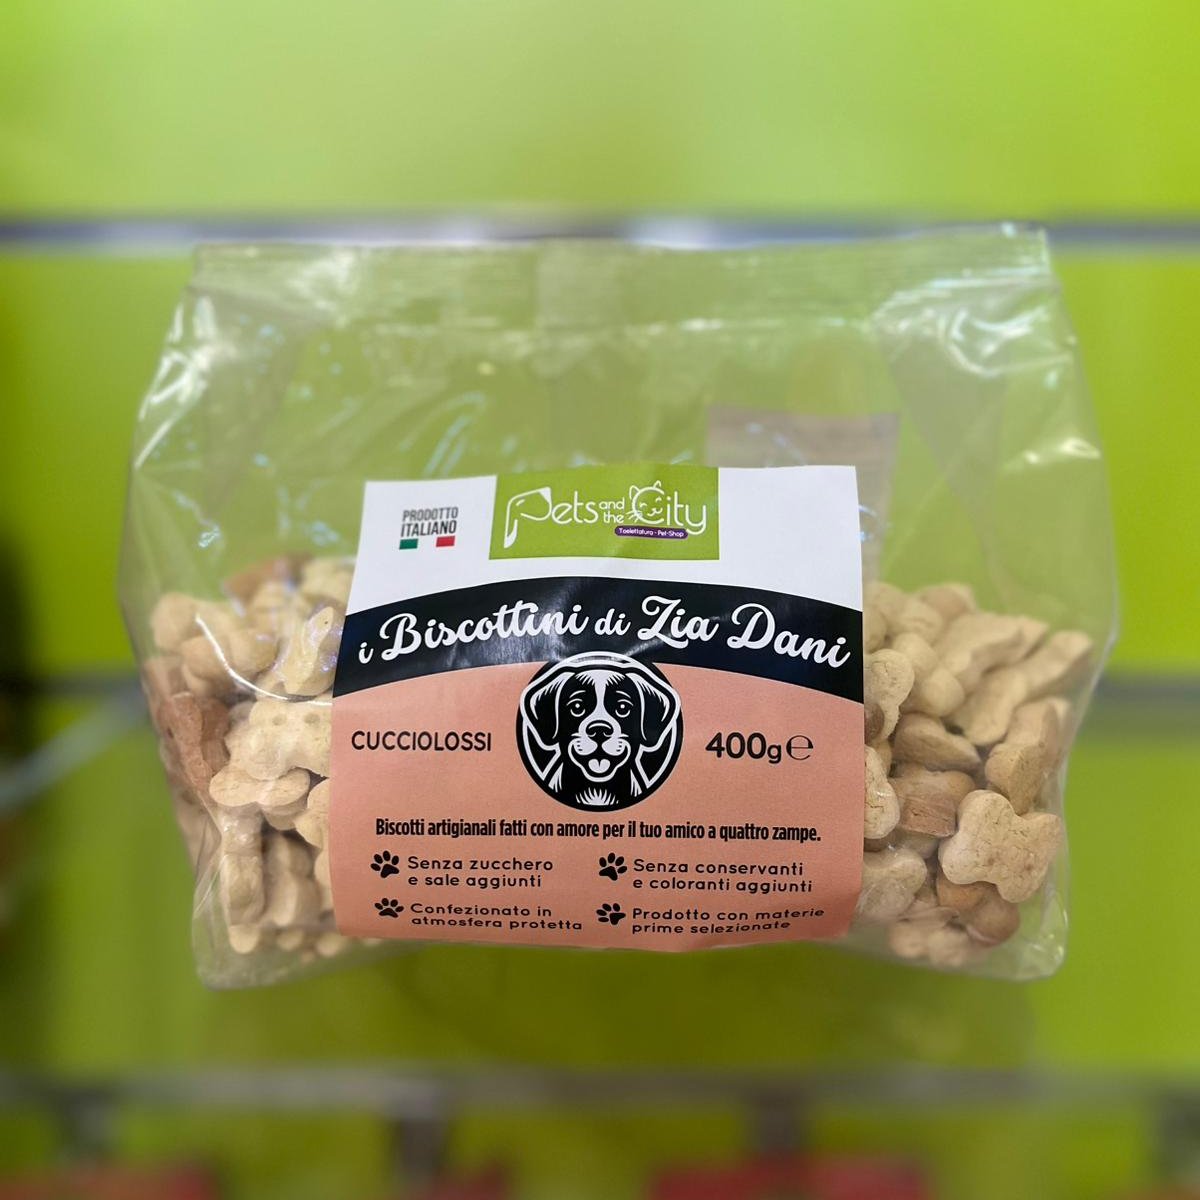 PRODOTTO
ITALIANO
Pets and the City
Toelettatura - Pet-Shop
i Biscottini di Zia Dani
CUCCIOLOSSI
400g ℮
Biscotti artigianali fatti con amore per il tuo amico a quattro zampe.
Senza zucchero
e sale aggiunti
Senza conservanti
e coloranti aggiunti
Confezionato in
atmosfera protetta
Prodotto con materie
prime selezionate